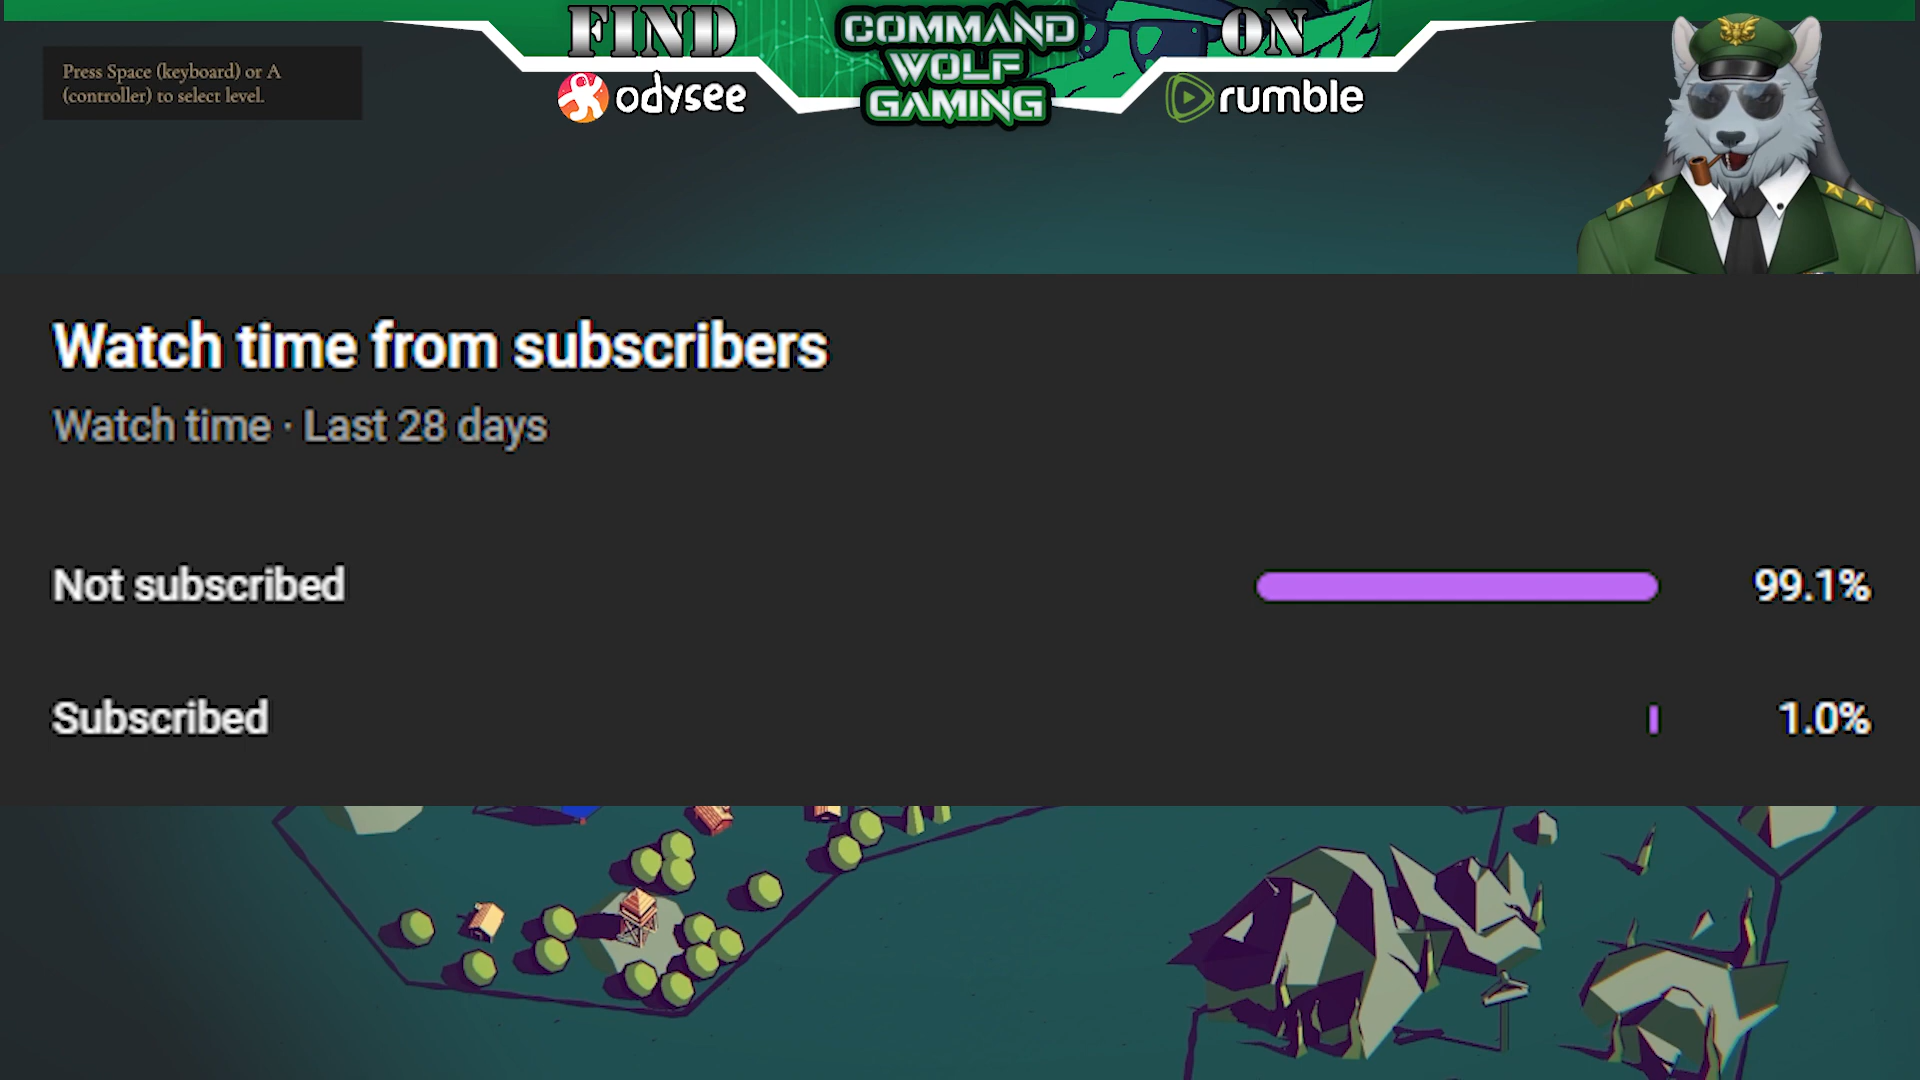 FIND
COMMAND
WOLF
GAMING
ON
odysee
rumble
Press Space (keyboard) or A
(controller) to select level.
Watch time from subscribers
Watch time · Last 28 days
Not subscribed 99.1%
Subscribed 1.0%